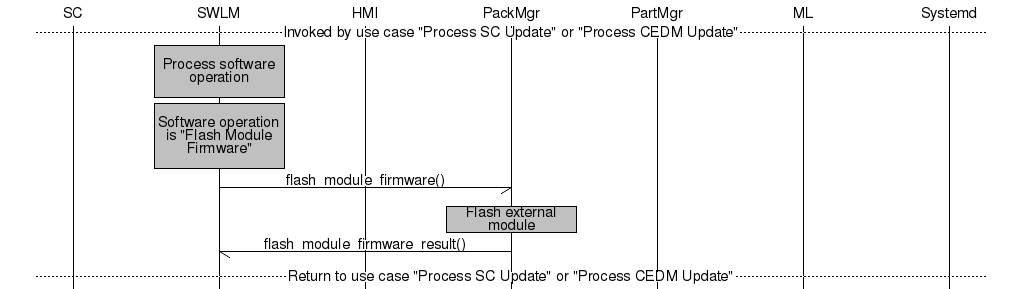 SC SWLM HMI PackMgr PartMgr ML Systemd
Invoked by use case "Process SC Update" or "Process CEDM Update"
Process software
operation
Software operation
is "Flash Module
Firmware"
flash_module_firmware()
Flash external
module
flash_module_firmware_result()
Return to use case "Process SC Update" or "Process CEDM Update"